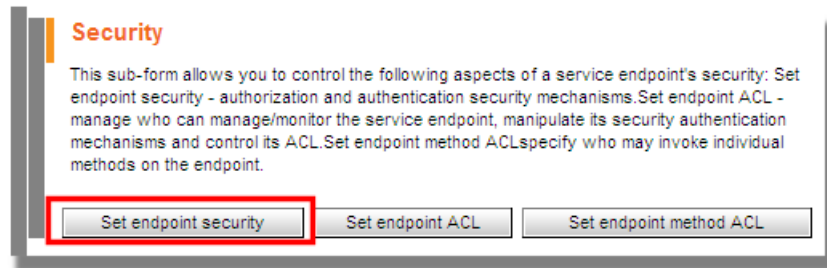 Security
This sub-form allows you to control the following aspects of a service endpoint's security: Set
endpoint security - authorization and authentication security mechanisms.Set endpoint ACL -
manage who can manage/monitor the service endpoint, manipulate its security authentication
mechanisms and control its ACL.Set endpoint method ACLspecify who may invoke individual
methods on the endpoint.
Set endpoint security Set endpoint ACL Set endpoint method ACL